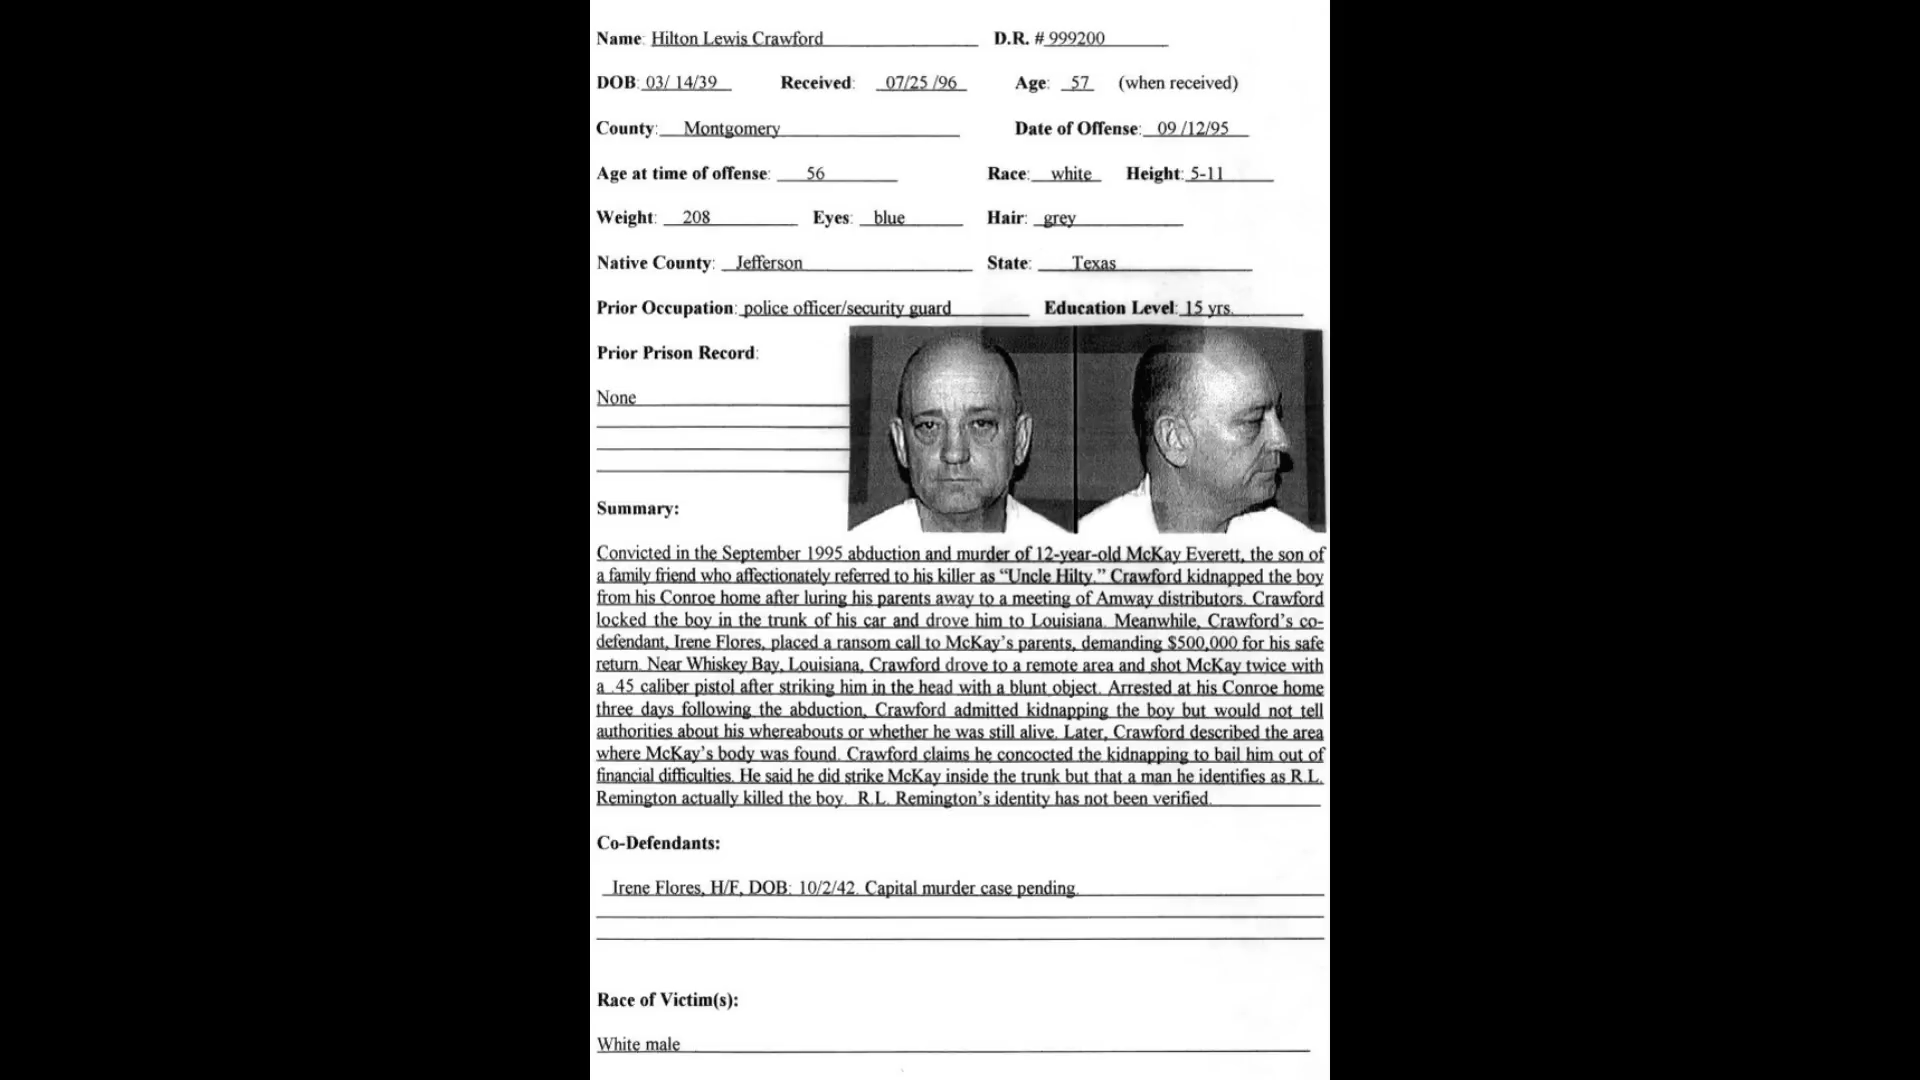 Name: Hilton Lewis Crawford D.R. # 999200
DOB: 03/ 14/39 Received: 07/25 /96 Age: 57 (when received)
County: Montgomery Date of Offense: 09 /12/95
Age at time of offense: 56 Race: white Height: 5-11
Weight: 208 Eyes: blue Hair: grey
Native County: Jefferson State: Texas
Prior Occupation: police officer/security guard Education Level: 15 yrs.
Prior Prison Record:
None
Summary:
Convicted in the September 1995 abduction and murder of 12-year-old McKay Everett, the son of
a family friend who affectionately referred to his killer as “Uncle Hilty.” Crawford kidnapped the boy
from his Conroe home after luring his parents away to a meeting of Amway distributors. Crawford
locked the boy in the trunk of his car and drove him to Louisiana. Meanwhile, Crawford’s co-
defendant, Irene Flores, placed a ransom call to McKay’s parents, demanding $500,000 for his safe
return. Near Whiskey Bay, Louisiana, Crawford drove to a remote area and shot McKay twice with
a .45 caliber pistol after striking him in the head with a blunt object. Arrested at his Conroe home
three days following the abduction, Crawford admitted kidnapping the boy but would not tell
authorities about his whereabouts or whether he was still alive. Later, Crawford described the area
where McKay’s body was found. Crawford claims he concocted the kidnapping to bail him out of
financial difficulties. He said he did strike McKay inside the trunk but that a man he identifies as R.L.
Remington actually killed the boy. R.L. Remington’s identity has not been verified.
Co-Defendants:
Irene Flores, H/F, DOB: 10/2/42. Capital murder case pending.
Race of Victim(s):
White male